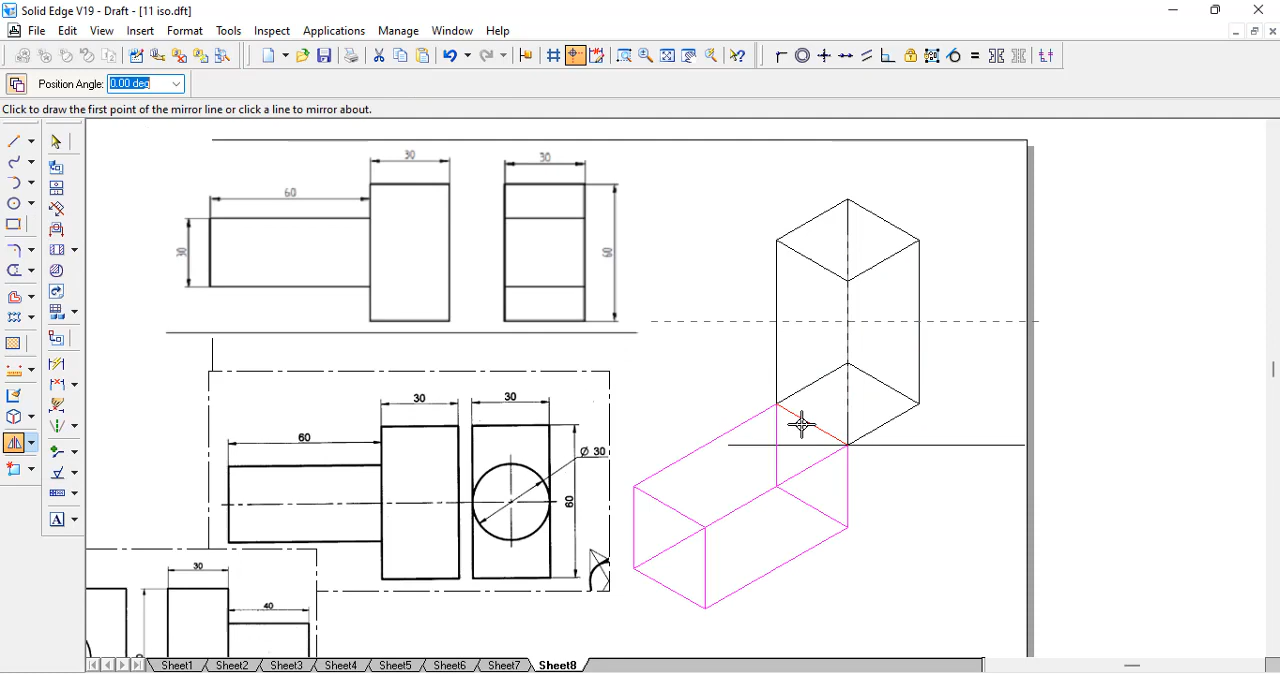 Solid Edge V19 - Draft - [11 iso.dft]
File Edit View Insert Format Tools Inspect Applications Manage Window Help
Position Angle: 0.00 deg
Click to draw the first point of the mirror line or click a line to mirror about.
30 30
60
30
60
30 30
60
Ø 30
60
30
40
A
Sheet1 Sheet2 Sheet3 Sheet4 Sheet5 Sheet6 Sheet7 Sheet8